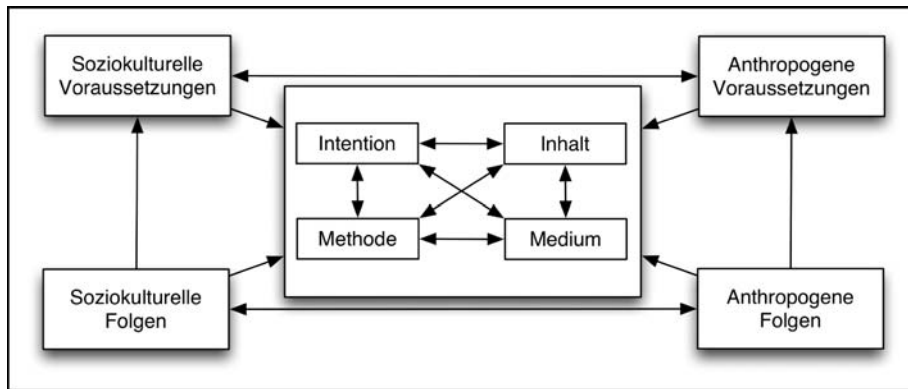 Soziokulturelle
Voraussetzungen
Anthropogene
Voraussetzungen
Intention
Inhalt
Methode
Medium
Soziokulturelle
Folgen
Anthropogene
Folgen